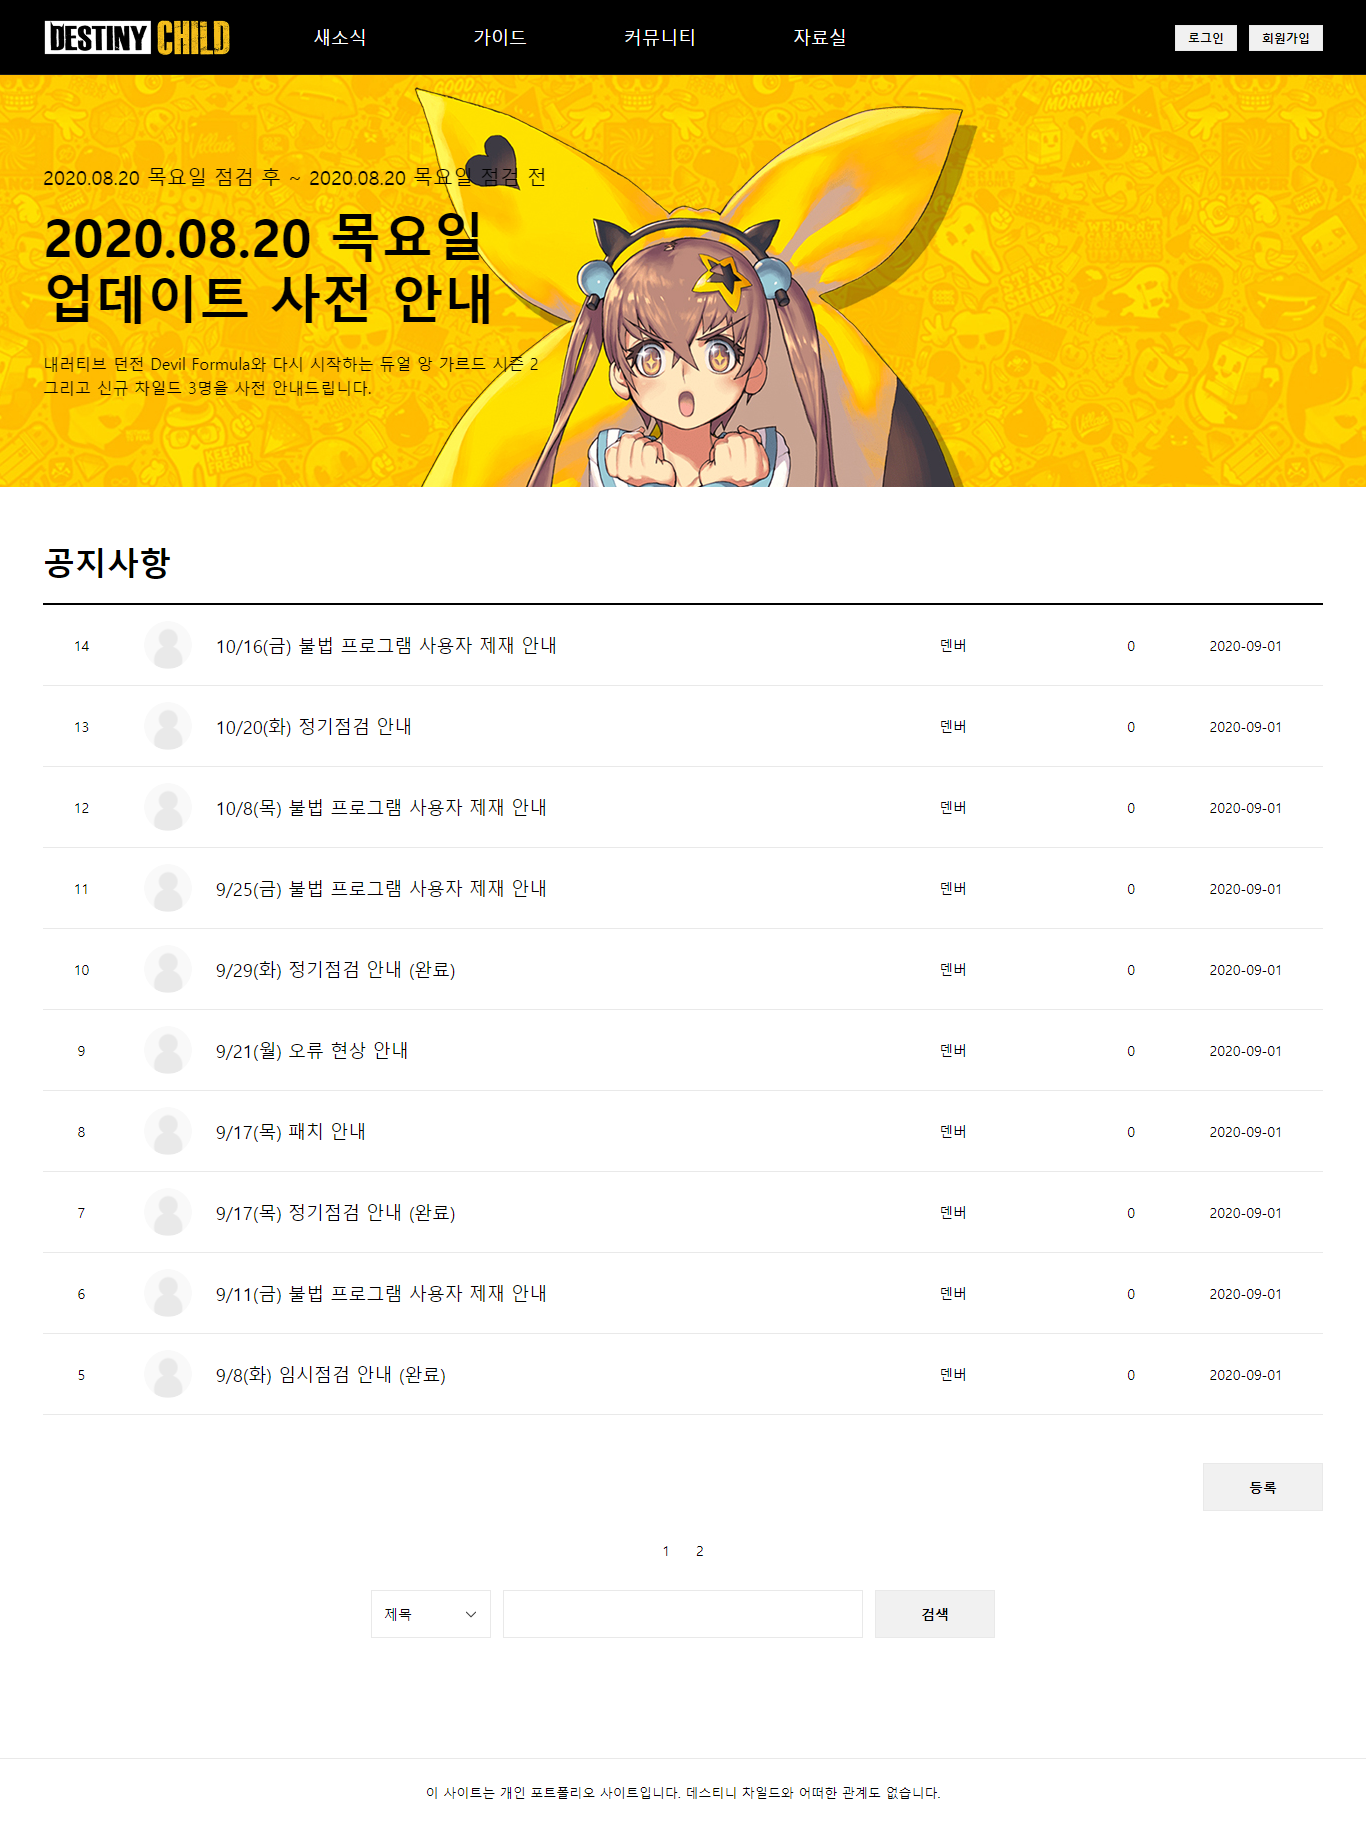 DESTINY CHILD 새소식 가이드 커뮤니티 자료실 로그인 회원가입
GOOD MORNING!
2020.08.20 목요일 점검 후 ~ 2020.08.20 목요일 점검 전
2020.08.20 목요일
업데이트 사전 안내
내러티브 던전 Devil Formula와 다시 시작하는 듀얼 앙 가르드 시즌 2
그리고 신규 차일드 3명을 사전 안내드립니다.
KEEP IT
FRESH!
공지사항
14 10/16(금) 불법 프로그램 사용자 제재 안내 덴버 0 2020-09-01
13 10/20(화) 정기점검 안내 덴버 0 2020-09-01
12 10/8(목) 불법 프로그램 사용자 제재 안내 덴버 0 2020-09-01
11 9/25(금) 불법 프로그램 사용자 제재 안내 덴버 0 2020-09-01
10 9/29(화) 정기점검 안내 (완료) 덴버 0 2020-09-01
9 9/21(월) 오류 현상 안내 덴버 0 2020-09-01
8 9/17(목) 패치 안내 덴버 0 2020-09-01
7 9/17(목) 정기점검 안내 (완료) 덴버 0 2020-09-01
6 9/11(금) 불법 프로그램 사용자 제재 안내 덴버 0 2020-09-01
5 9/8(화) 임시점검 안내 (완료) 덴버 0 2020-09-01
등록
1 2
제목 검색
이 사이트는 개인 포트폴리오 사이트입니다. 데스티니 차일드와 어떠한 관계도 없습니다.